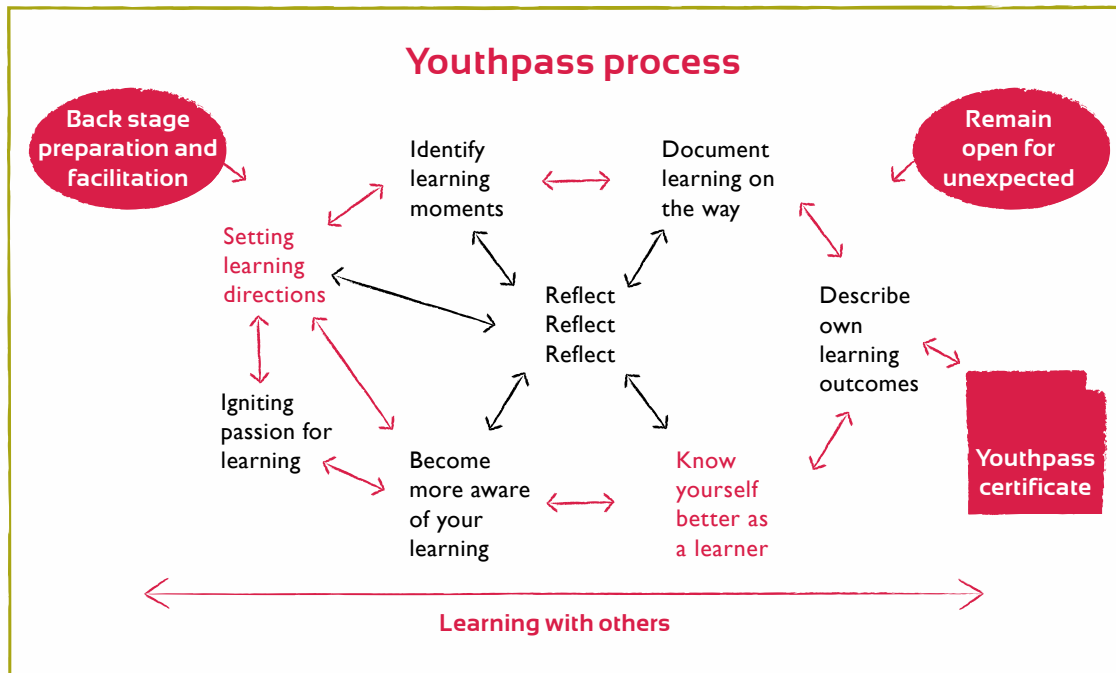 Youthpass process
Back stage
preparation and
facilitation
Identify
learning
moments
Document
learning on
the way
Remain
open for
unexpected
Setting
learning
directions
Reflect
Reflect
Reflect
Describe
own
learning
outcomes
Igniting
passion for
learning
Become
more aware
of your
learning
Know
yourself
better as
a learner
Youthpass
certificate
Learning with others